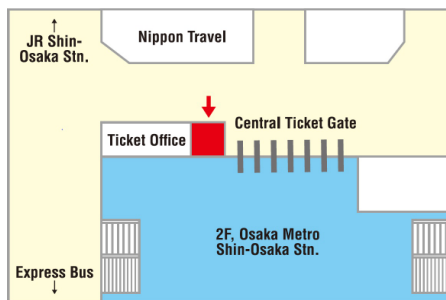 JR Shin-
Osaka Stn.
Nippon Travel
Central Ticket Gate
Ticket Office
2F, Osaka Metro
Shin-Osaka Stn.
Express Bus